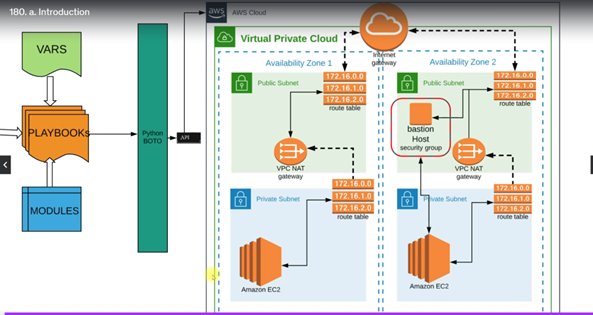 180. a. Introduction
VARS
PLAYBOOKs
MODULES
Python
BOTO
API
aws
AWS Cloud
Virtual Private Cloud
Internet
gateway
Availability Zone 1
Public Subnet
172.16.0.0
172.16.1.0
172.16.2.0
route table
VPC NAT
gateway
Private Subnet
172.16.0.0
172.16.1.0
172.16.2.0
route table
Amazon EC2
Availability Zone 2
Public Subnet
172.16.0.0
172.16.1.0
172.16.2.0
route table
bastion
Host
security group
VPC NAT
gateway
Private Subnet
172.16.0.0
172.16.1.0
172.16.2.0
route table
Amazon EC2